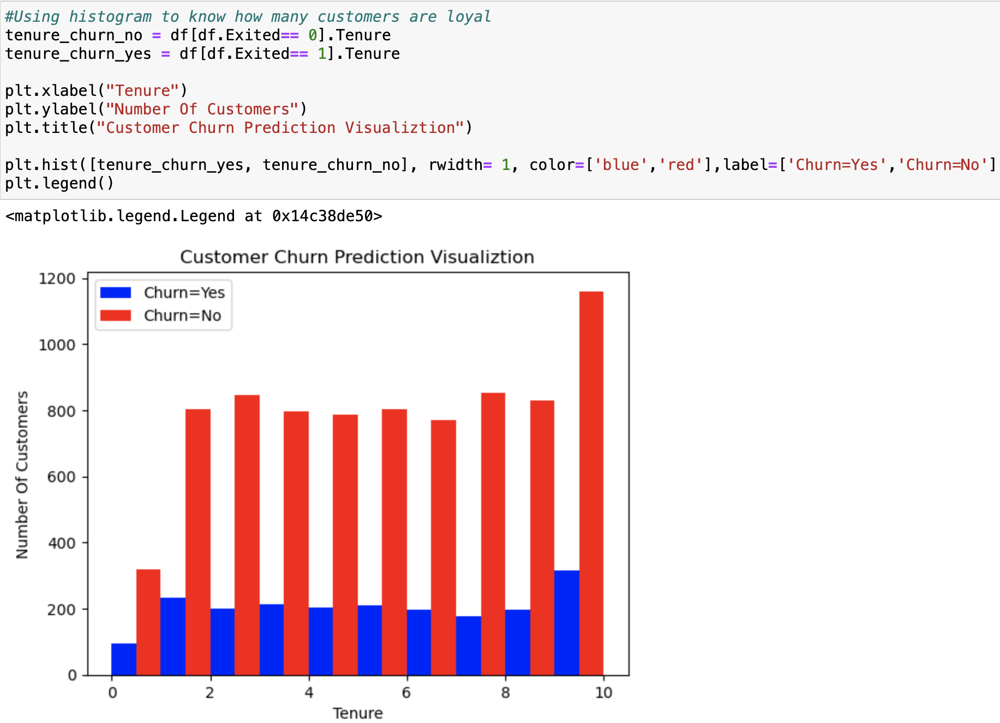 #Using histogram to know how many customers are loyal
tenure_churn_no = df[df.Exited== 0].Tenure
tenure_churn_yes = df[df.Exited== 1].Tenure
plt.xlabel("Tenure")
plt.ylabel("Number Of Customers")
plt.title("Customer Churn Prediction Visualiztion")
plt.hist([tenure_churn_yes, tenure_churn_no], rwidth= 1, color=['blue','red'],label=['Churn=Yes','Churn=No']
plt.legend()
<matplotlib.legend.Legend at 0x14c38de50>
Customer Churn Prediction Visualiztion
1200
1000
800
600
400
200
0
Number Of Customers
Churn=Yes
Churn=No
0 2 4 6 8 10
Tenure